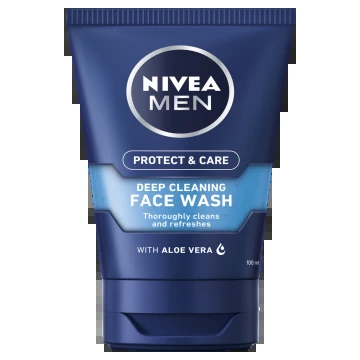 NIVEA
MEN
PROTECT & CARE
DEEP CLEANING
FACE WASH
Thoroughly cleans
and refreshes
WITH ALOE VERA
100 ml